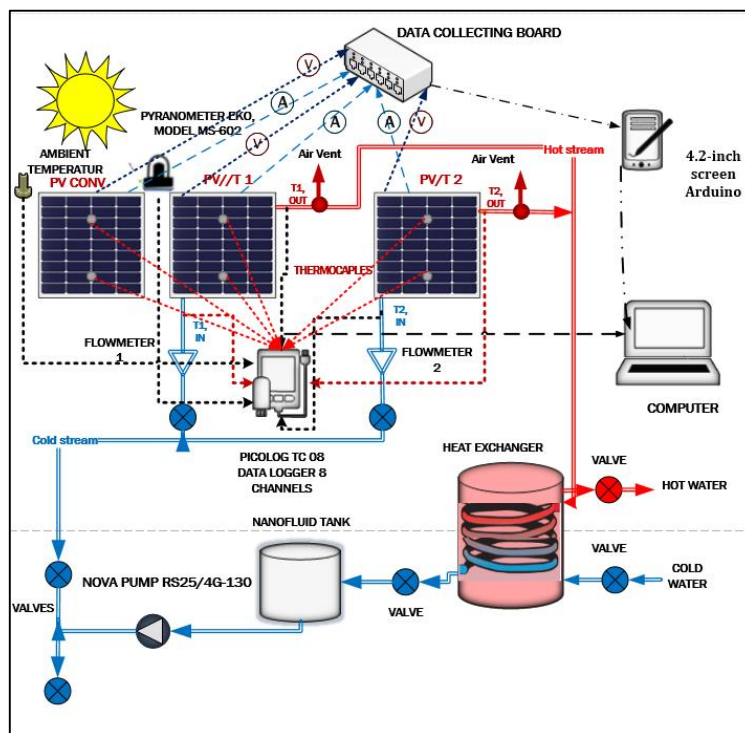 DATA COLLECTING BOARD
V
A
V
A
A
V
PYRANOMETER EKO,
MODEL MS-602
AMBIENT
TEMPERATUR
PV CONV
PV//T 1
T1,
OUT
Air Vent
PV/T 2
T2,
OUT
Air Vent
Hot stream
4.2-inch
screen
Arduino
THERMOCAPLES
T1,
IN
T2,
IN
FLOWMETER
1
FLOWMETER
2
COMPUTER
Cold stream
PICOLOG TC 08
DATA LOGGER 8
CHANNELS
HEAT EXCHANGER
VALVE
HOT WATER
NANOFLUID TANK
VALVE
COLD
WATER
NOVA PUMP RS25/4G-130
VALVE
VALVES